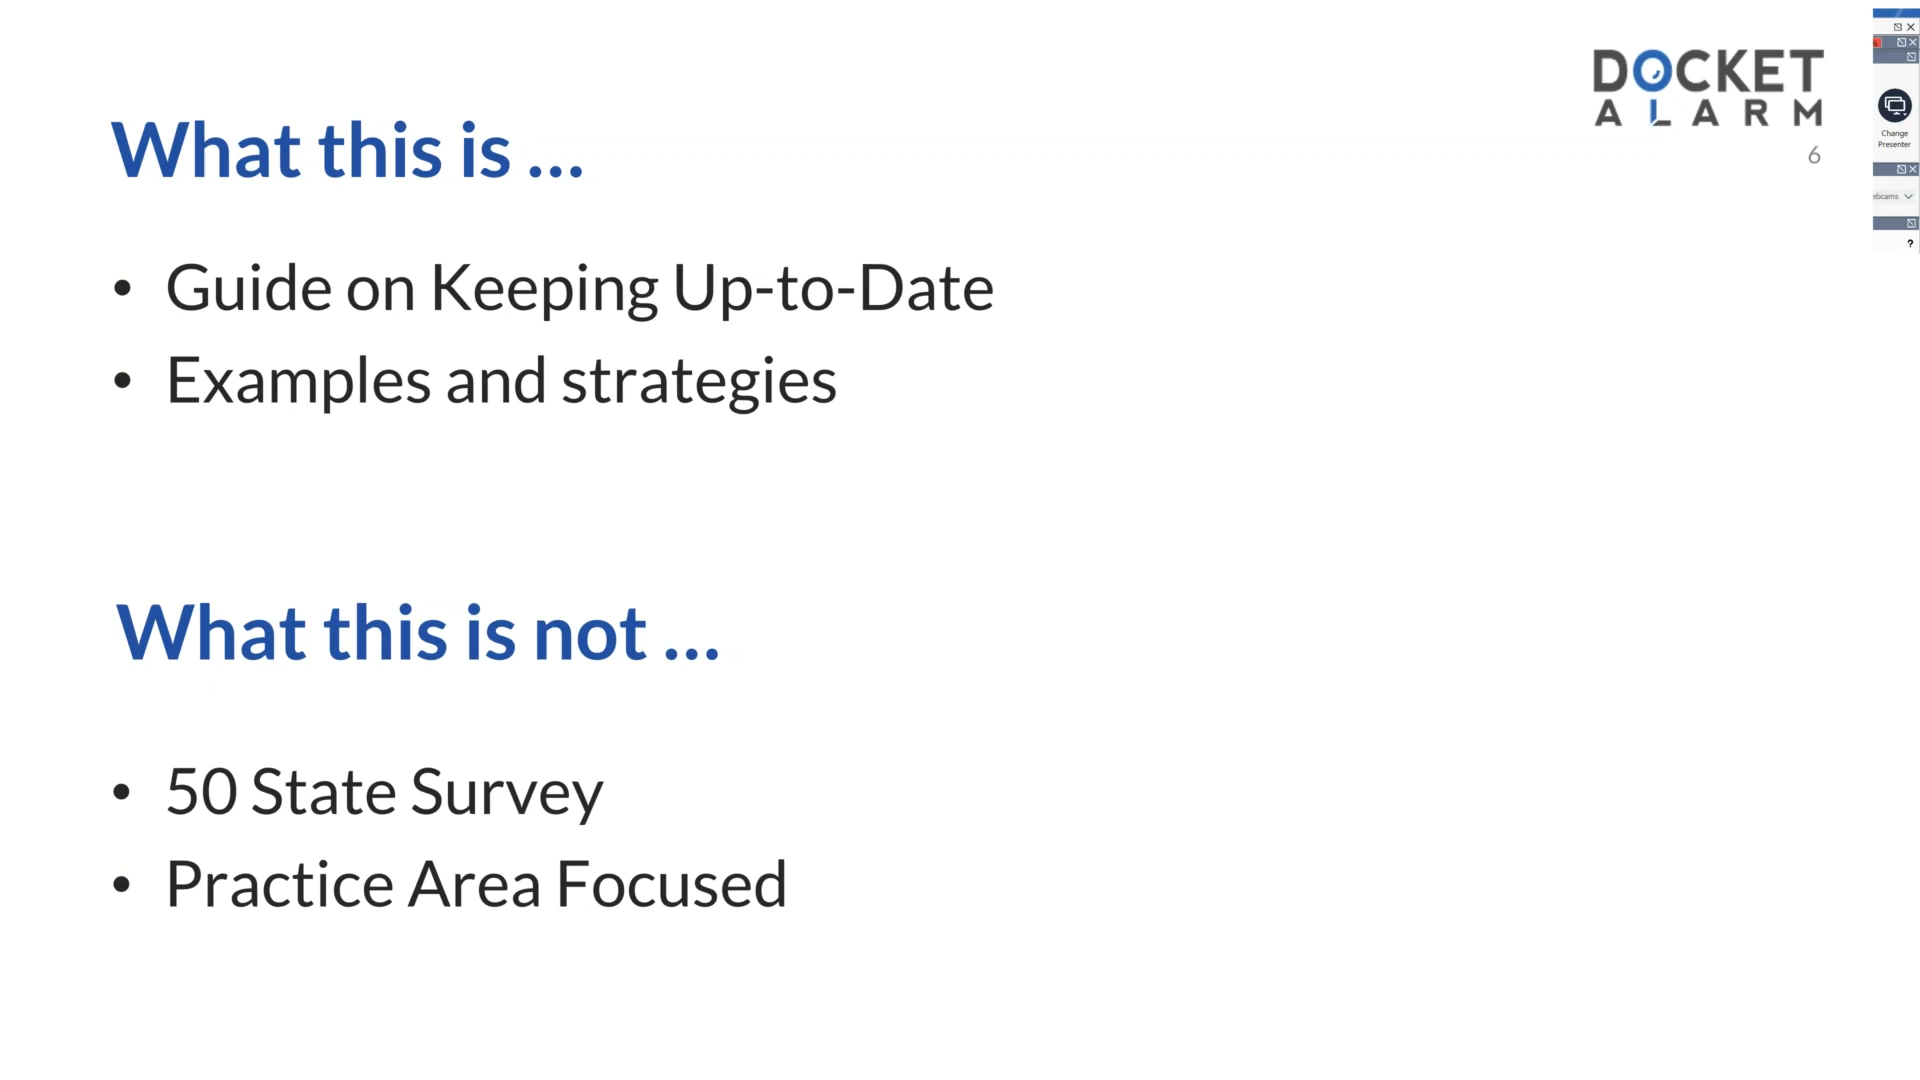 DOCKET
ALARM
6
What this is ...
• Guide on Keeping Up-to-Date
• Examples and strategies
What this is not ...
• 50 State Survey
• Practice Area Focused
Change
Presenter
ebcams
?